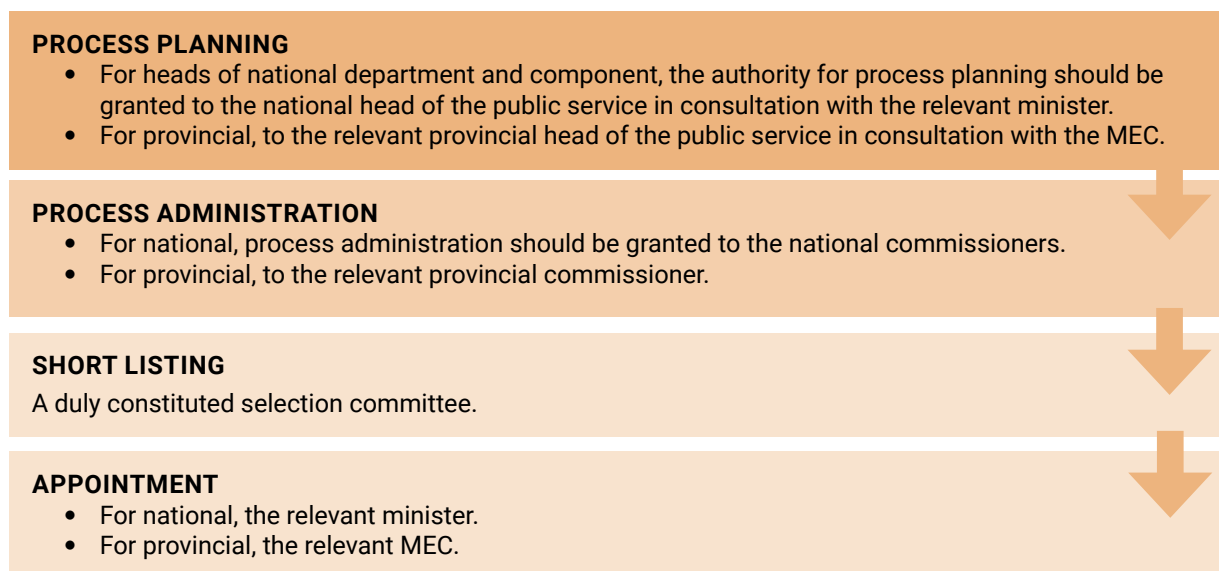 PROCESS PLANNING
• For heads of national department and component, the authority for process planning should be
granted to the national head of the public service in consultation with the relevant minister.
• For provincial, to the relevant provincial head of the public service in consultation with the MEC.
PROCESS ADMINISTRATION
• For national, process administration should be granted to the national commissioners.
• For provincial, to the relevant provincial commissioner.
SHORT LISTING
A duly constituted selection committee.
APPOINTMENT
• For national, the relevant minister.
• For provincial, the relevant MEC.